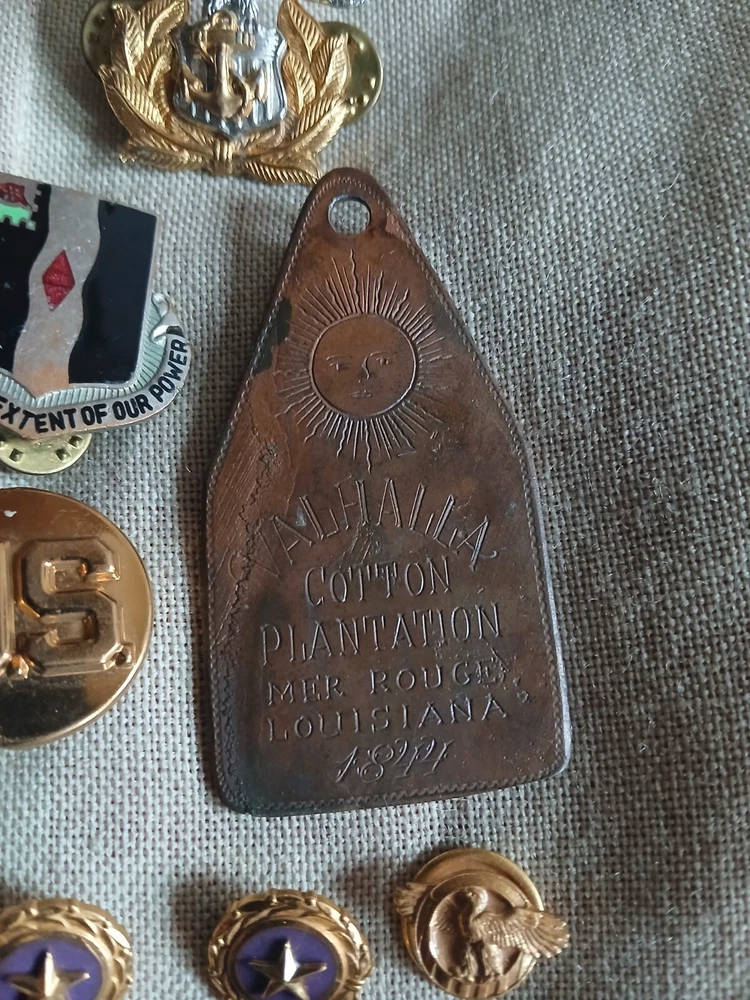 EXTENT OF OUR POWER
U.S.
VALHALLA
COTTON
PLANTATION
MER ROUGE,
LOUISIANA
1844